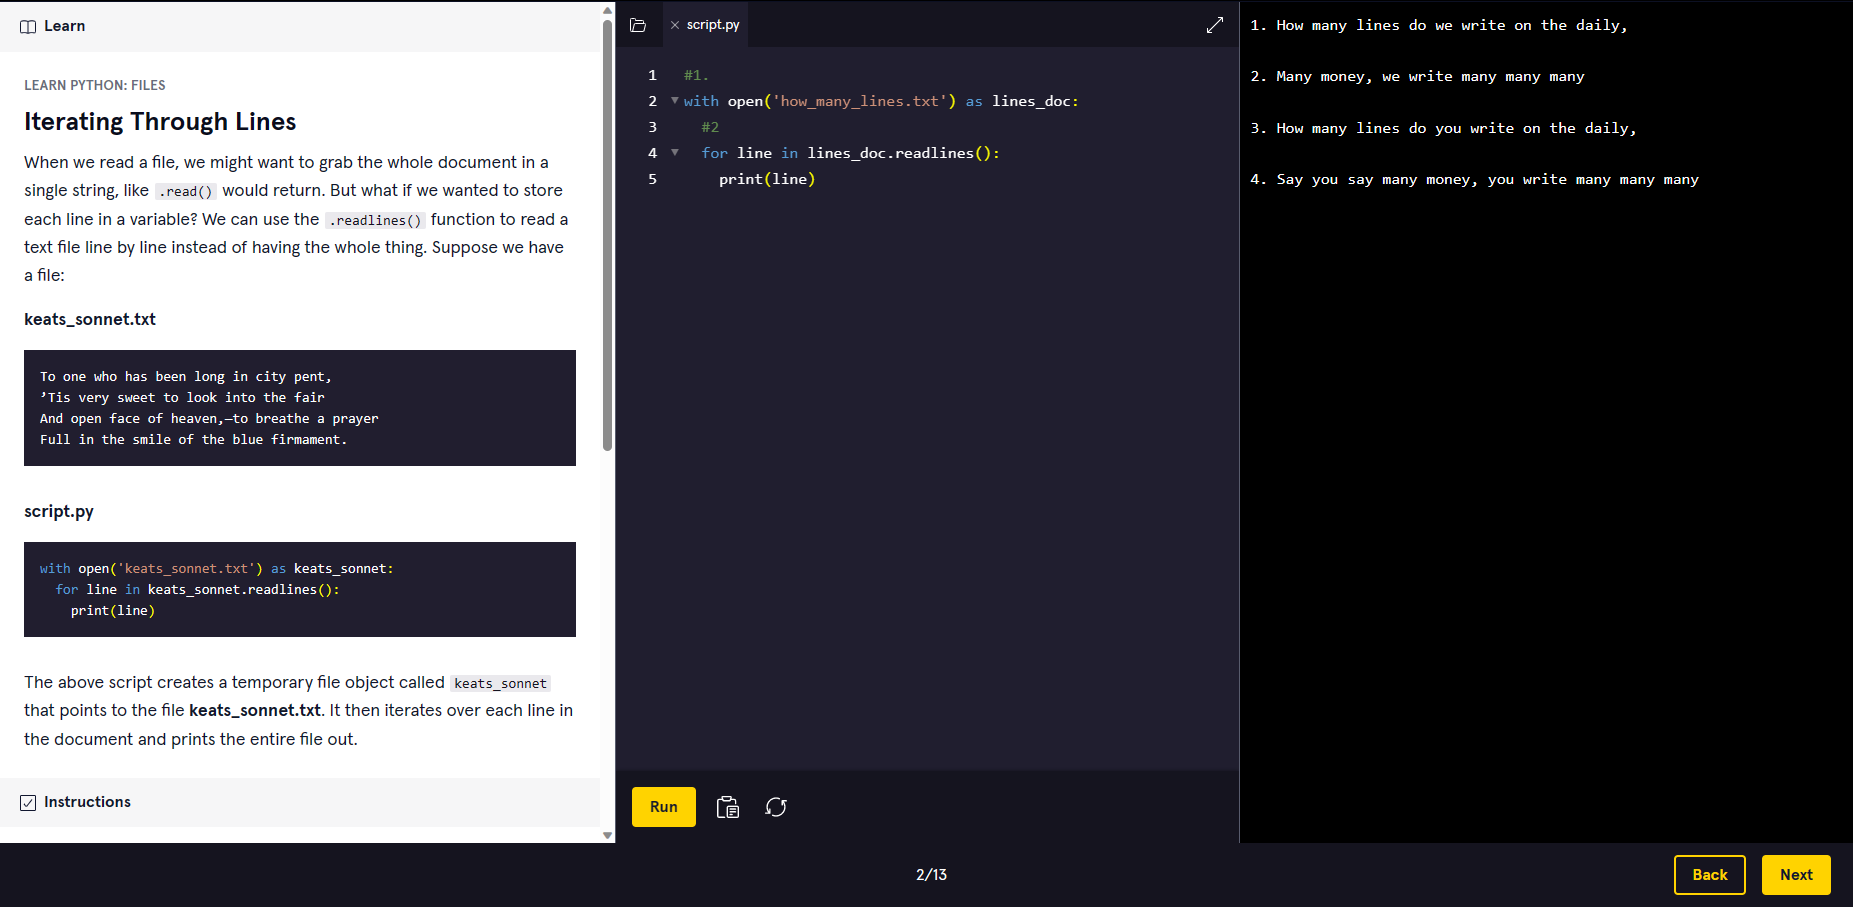 Learn
LEARN PYTHON: FILES
Iterating Through Lines
When we read a file, we might want to grab the whole document in a
single string, like .read() would return. But what if we wanted to store
each line in a variable? We can use the .readlines() function to read a
text file line by line instead of having the whole thing. Suppose we have
a file:
keats_sonnet.txt
To one who has been long in city pent,
’Tis very sweet to look into the fair
And open face of heaven,—to breathe a prayer
Full in the smile of the blue firmament.
script.py
with open('keats_sonnet.txt') as keats_sonnet:
  for line in keats_sonnet.readlines():
    print(line)
The above script creates a temporary file object called keats_sonnet
that points to the file keats_sonnet.txt. It then iterates over each line in
the document and prints the entire file out.
Instructions
script.py
1 #1.
2 with open('how_many_lines.txt') as lines_doc:
3   #2
4   for line in lines_doc.readlines():
5     print(line)
Run
1. How many lines do we write on the daily,
2. Many money, we write many many many
3. How many lines do you write on the daily,
4. Say you say many money, you write many many many
2/13
Back
Next